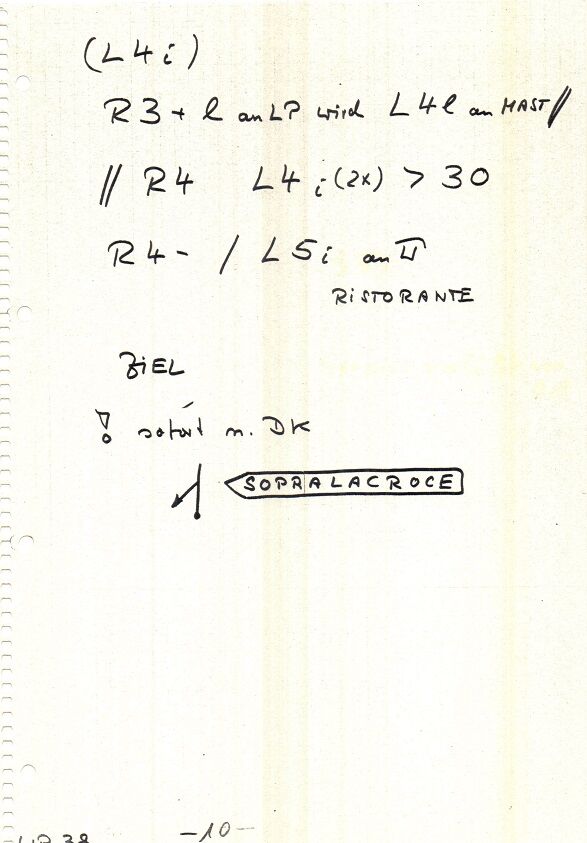 (L4i)
R3+ l an LP wird L4l an MAST //
// R4 L4i (2x) > 30
R4- / L5i an
RiSTORANTE
ZiEL
! sofort n. DK
SOPRALACROCE
-10-